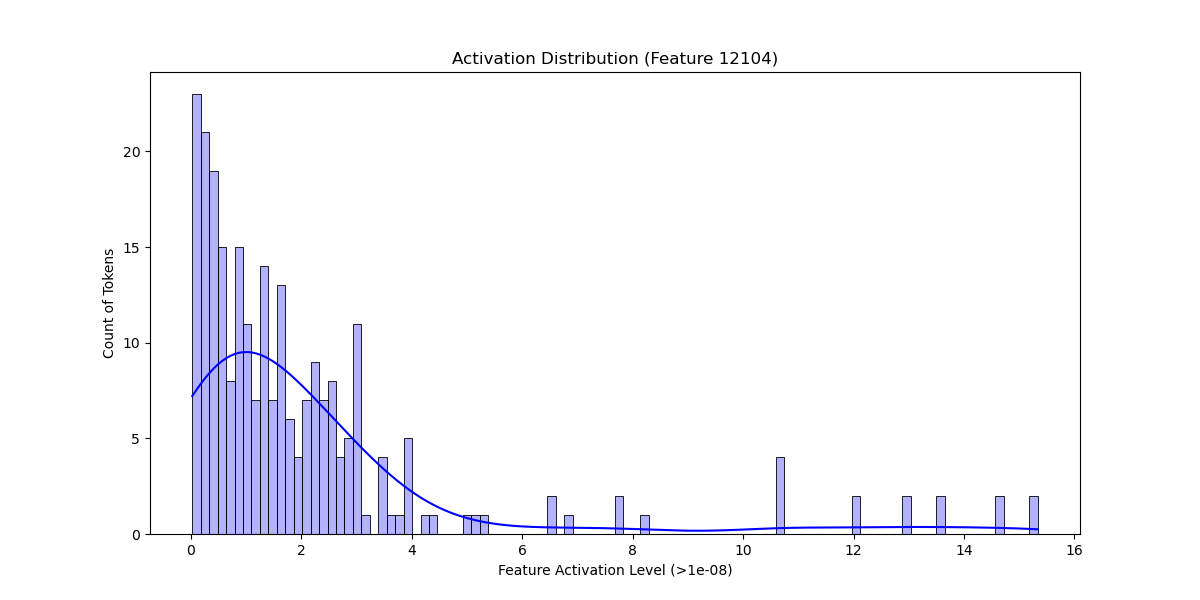 Activation Distribution (Feature 12104)
Count of Tokens
20
15
10
5
0
0 2 4 6 8 10 12 14 16
Feature Activation Level (>1e-08)